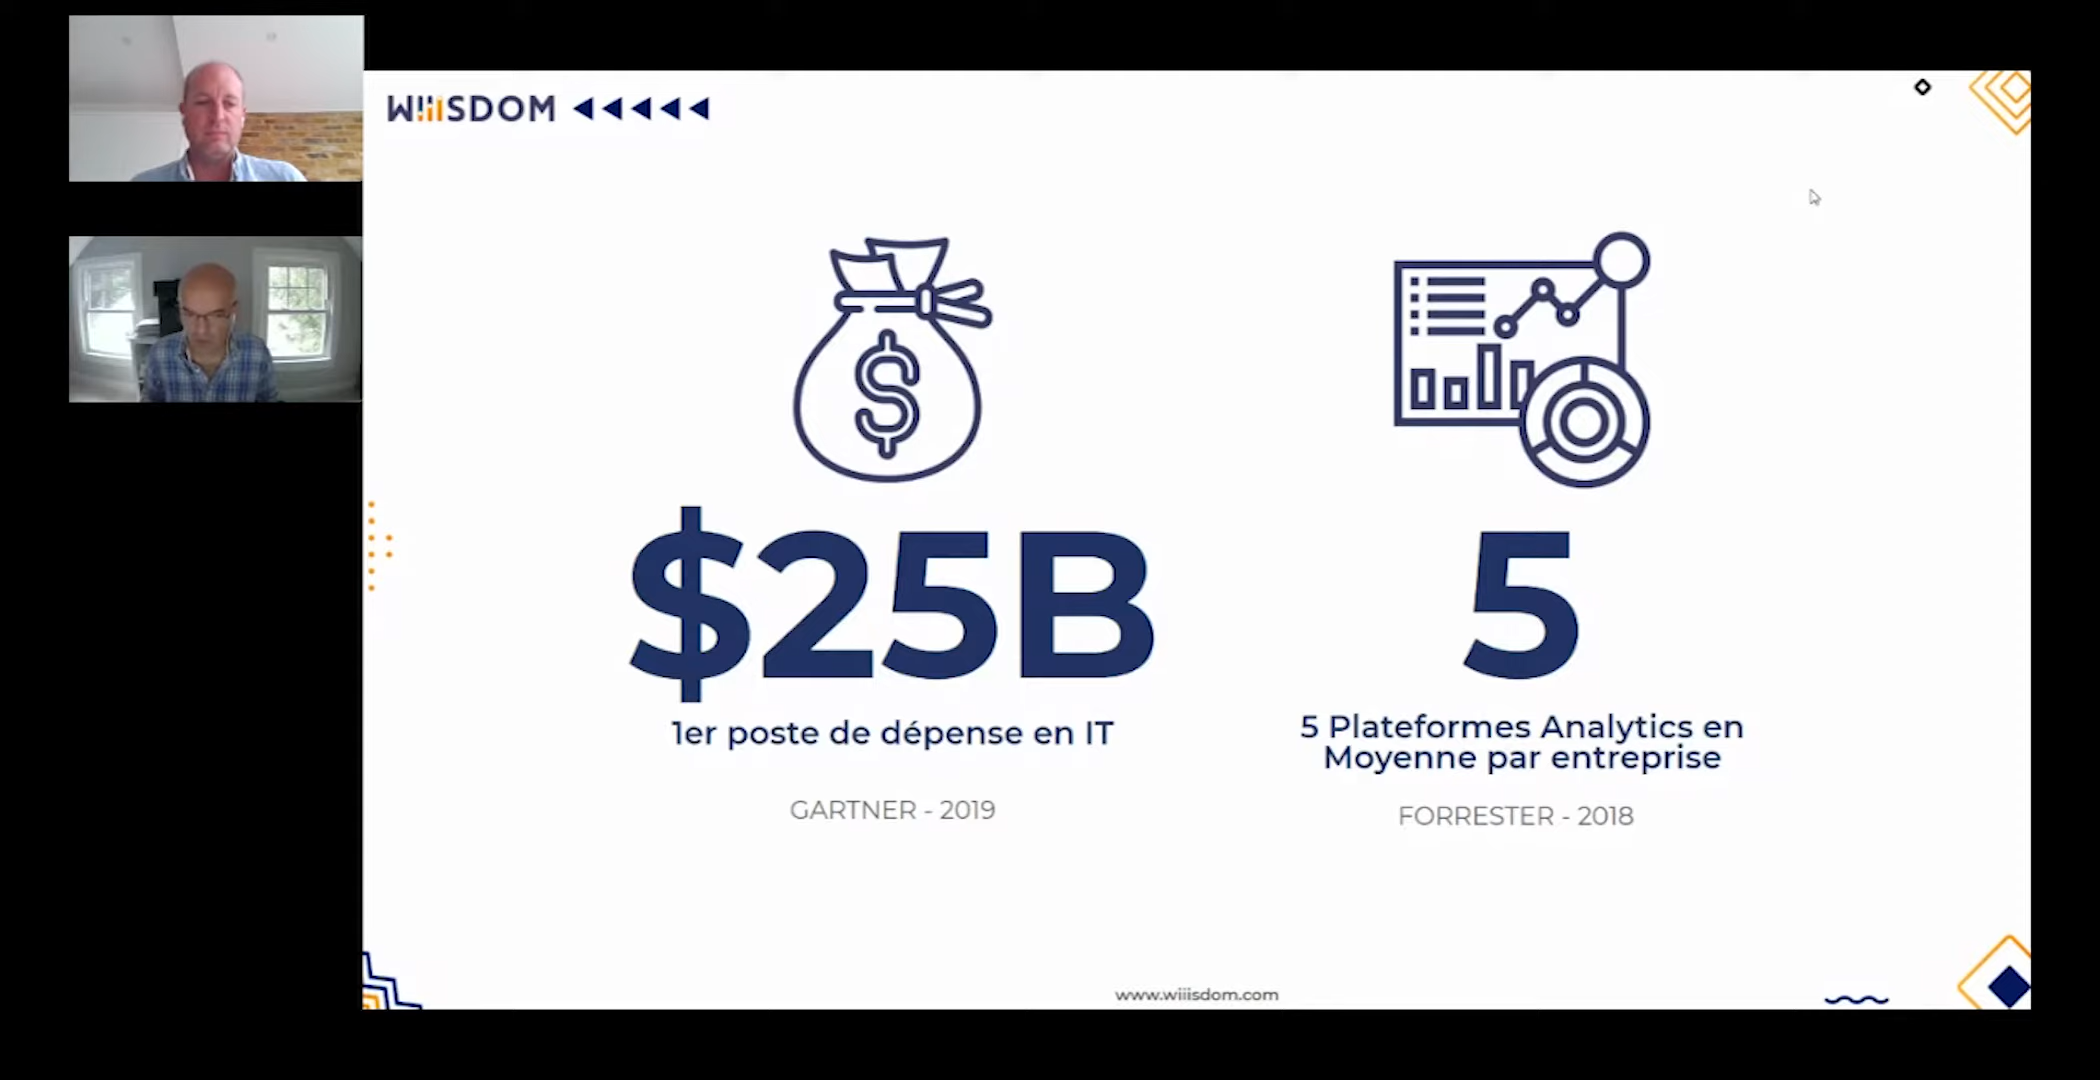 WIIISDOM
$
$25B
1er poste de dépense en IT
GARTNER - 2019
5
5 Plateformes Analytics en
Moyenne par entreprise
FORRESTER - 2018
www.wiiisdom.com